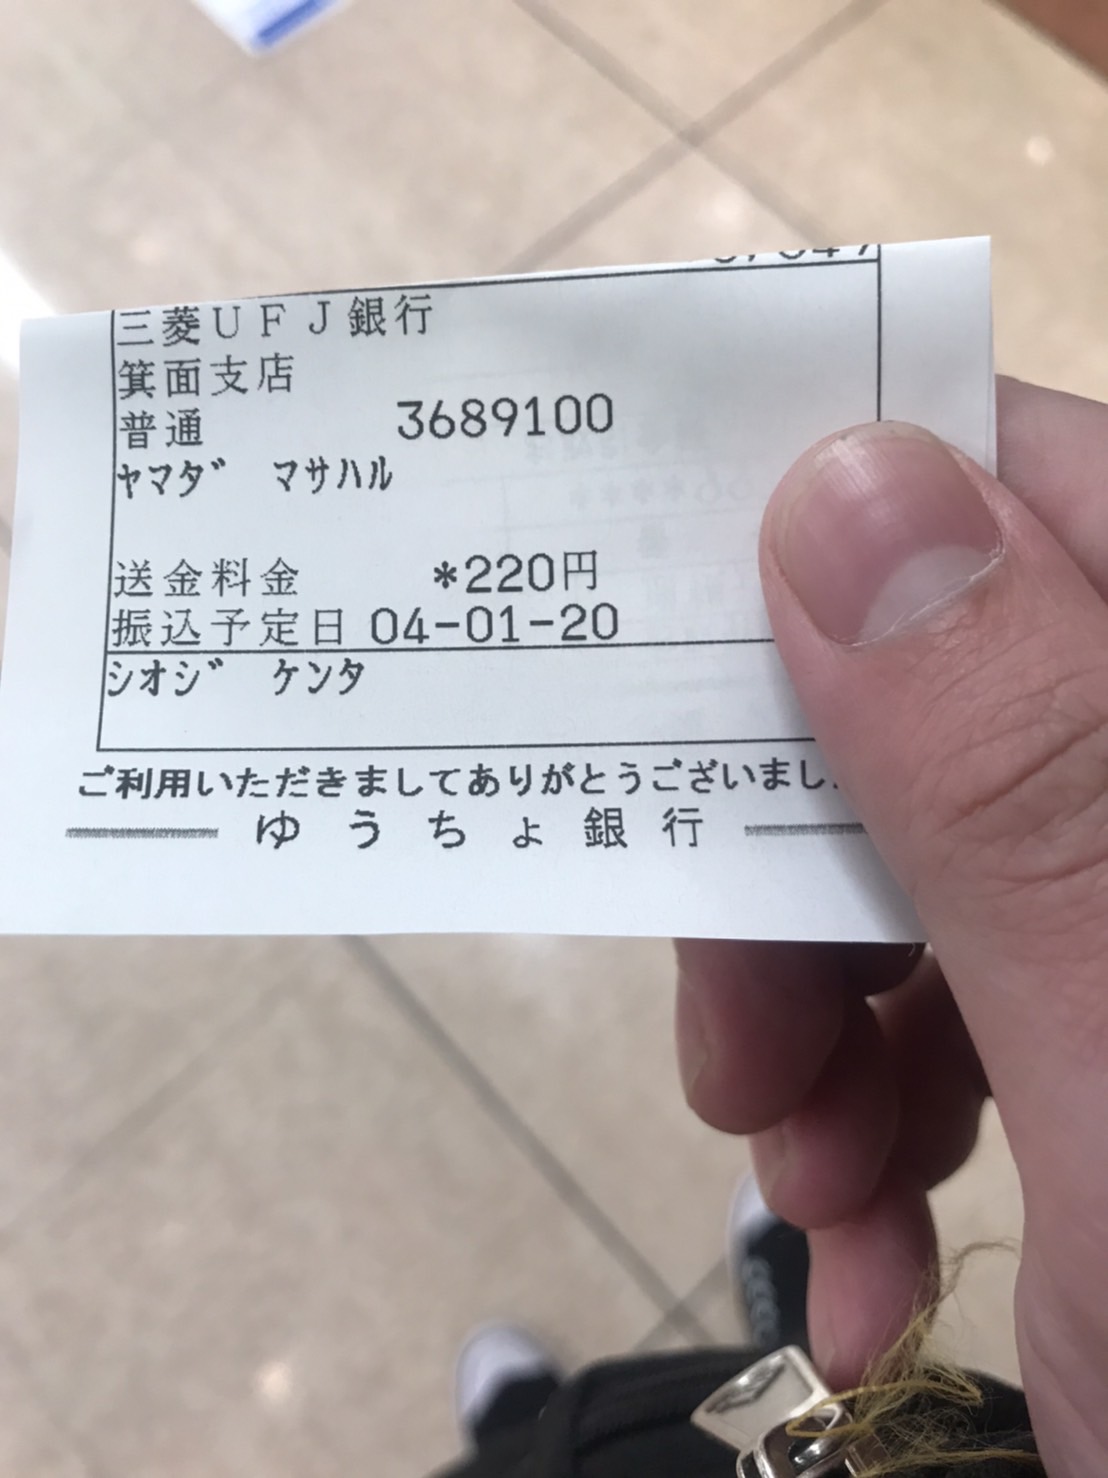 三菱ＵＦＪ銀行
箕面支店
普通 3689100
ﾔﾏﾀﾞ ﾏｻﾊﾙ
送金料金 *220円
振込予定日 04-01-20
ｼｵｼﾞ ｹﾝﾀ
ご利用いただきましてありがとうございまし
ゆうちょ銀行